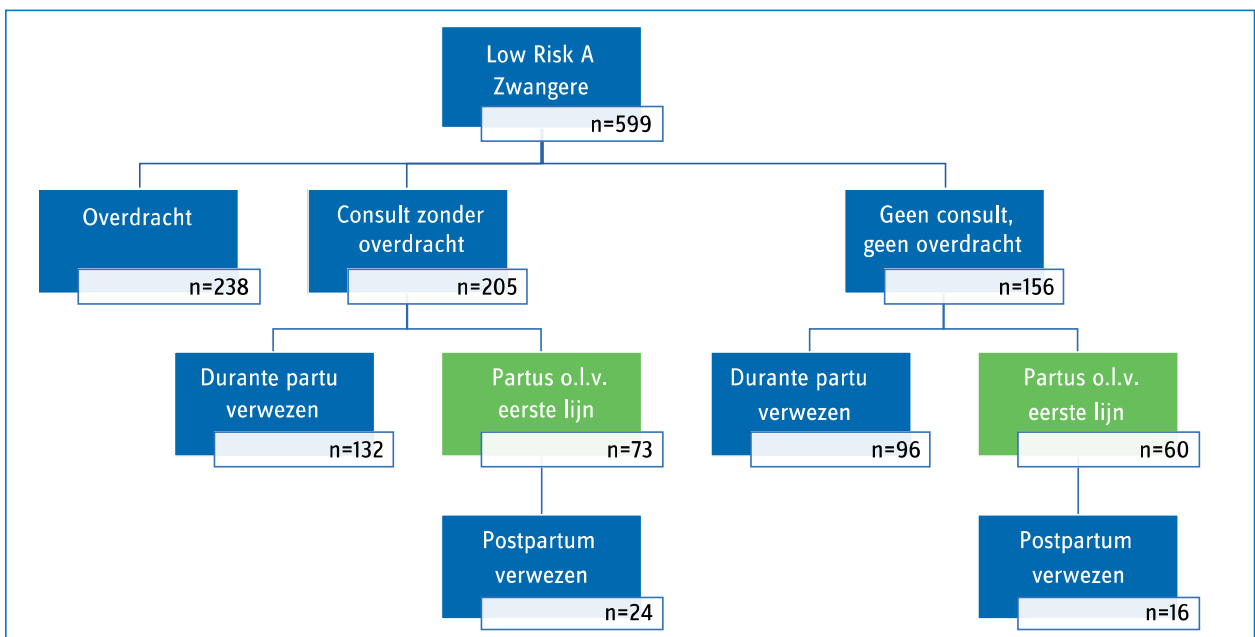 Low Risk A
Zwangere
n=599
Overdracht
n=238
Consult zonder
overdracht
n=205
Geen consult,
geen overdracht
n=156
Durante partu
verwezen
n=132
Partus o.l.v.
eerste lijn
n=73
Durante partu
verwezen
n=96
Partus o.l.v.
eerste lijn
n=60
Postpartum
verwezen
n=24
Postpartum
verwezen
n=16